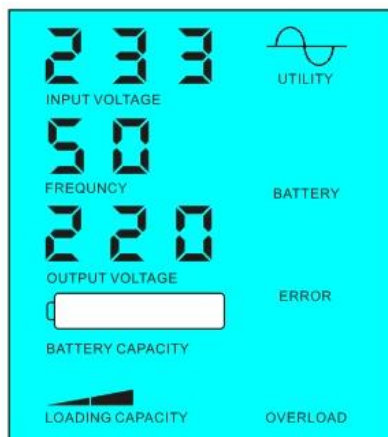 233
UTILITY
INPUT VOLTAGE
50
FREQUNCY
BATTERY
220
OUTPUT VOLTAGE
ERROR
BATTERY CAPACITY
LOADING CAPACITY
OVERLOAD